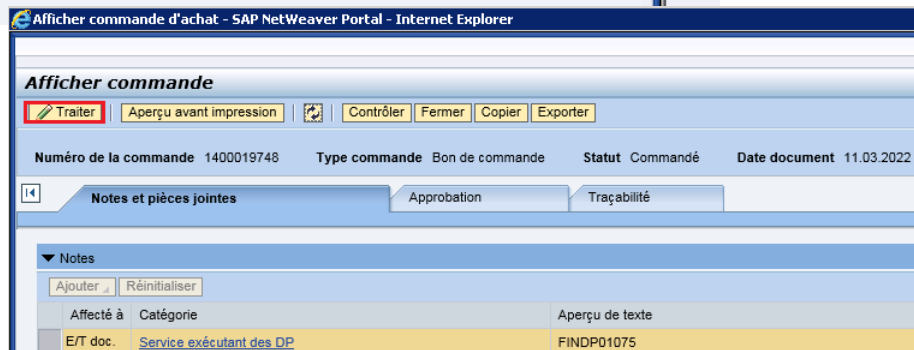 Afficher commande d'achat - SAP NetWeaver Portal - Internet Explorer
Afficher commande
Traiter Aperçu avant impression Contrôler Fermer Copier Exporter
Numéro de la commande 1400019748 Type commande Bon de commande Statut Commandé Date document 11.03.2022
Notes et pièces jointes Approbation Traçabilité
Notes
Ajouter Réinitialiser
Affecté à Catégorie Aperçu de texte
E/T doc. Service exécutant des DP FINDP01075